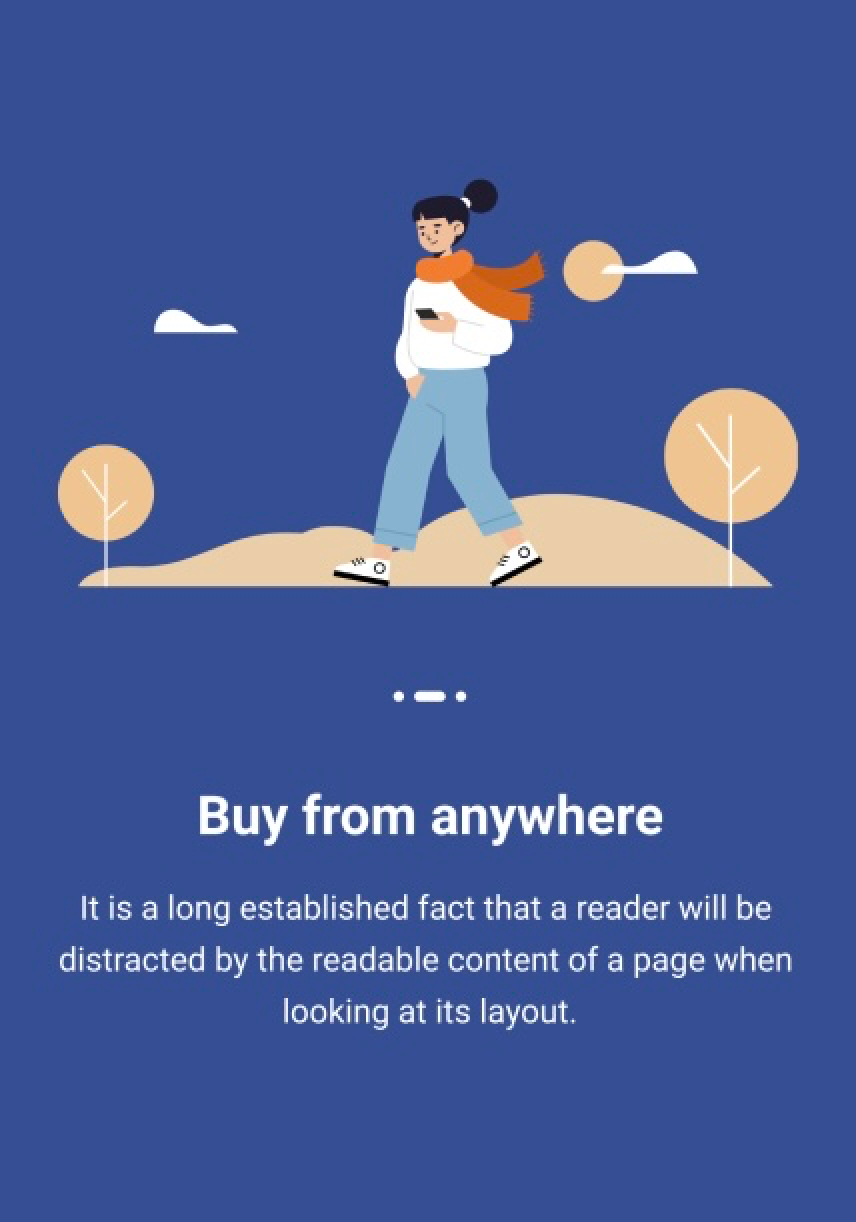 Buy from anywhere
It is a long established fact that a reader will be
distracted by the readable content of a page when
looking at its layout.